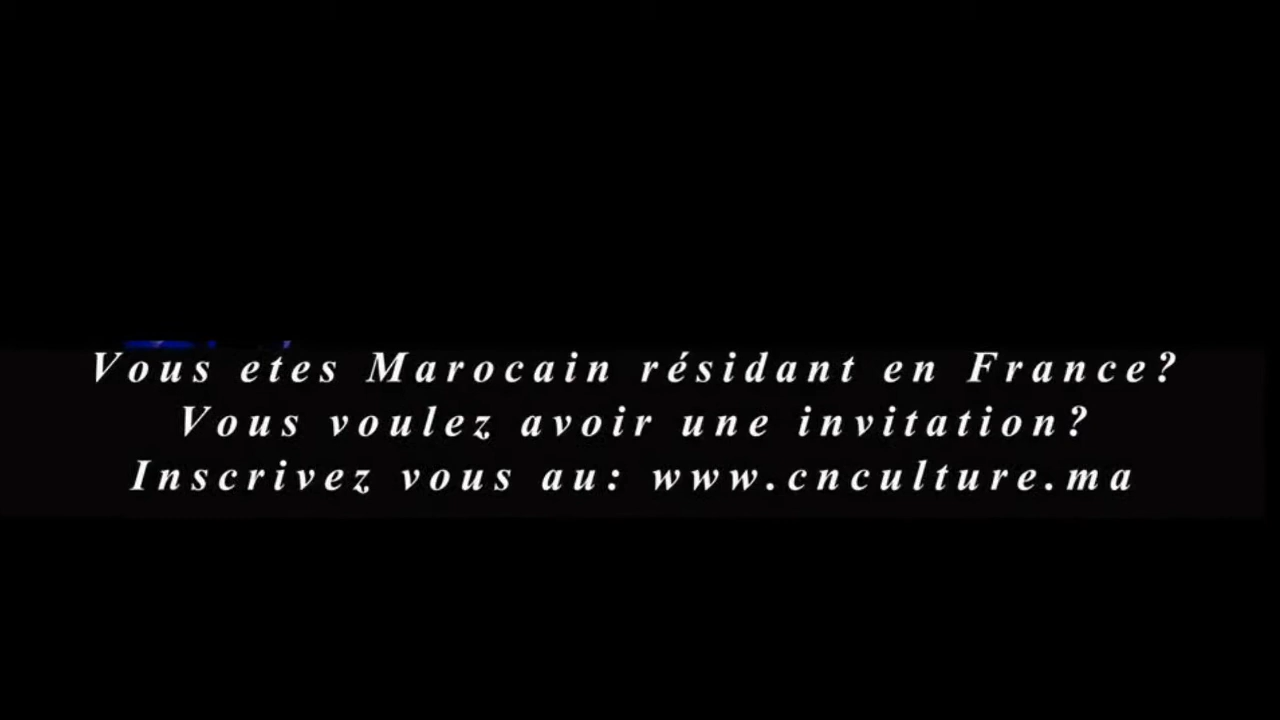 Vous etes Marocain résidant en France?
Vous voulez avoir une invitation?
Inscrivez vous au: www.cnculture.ma